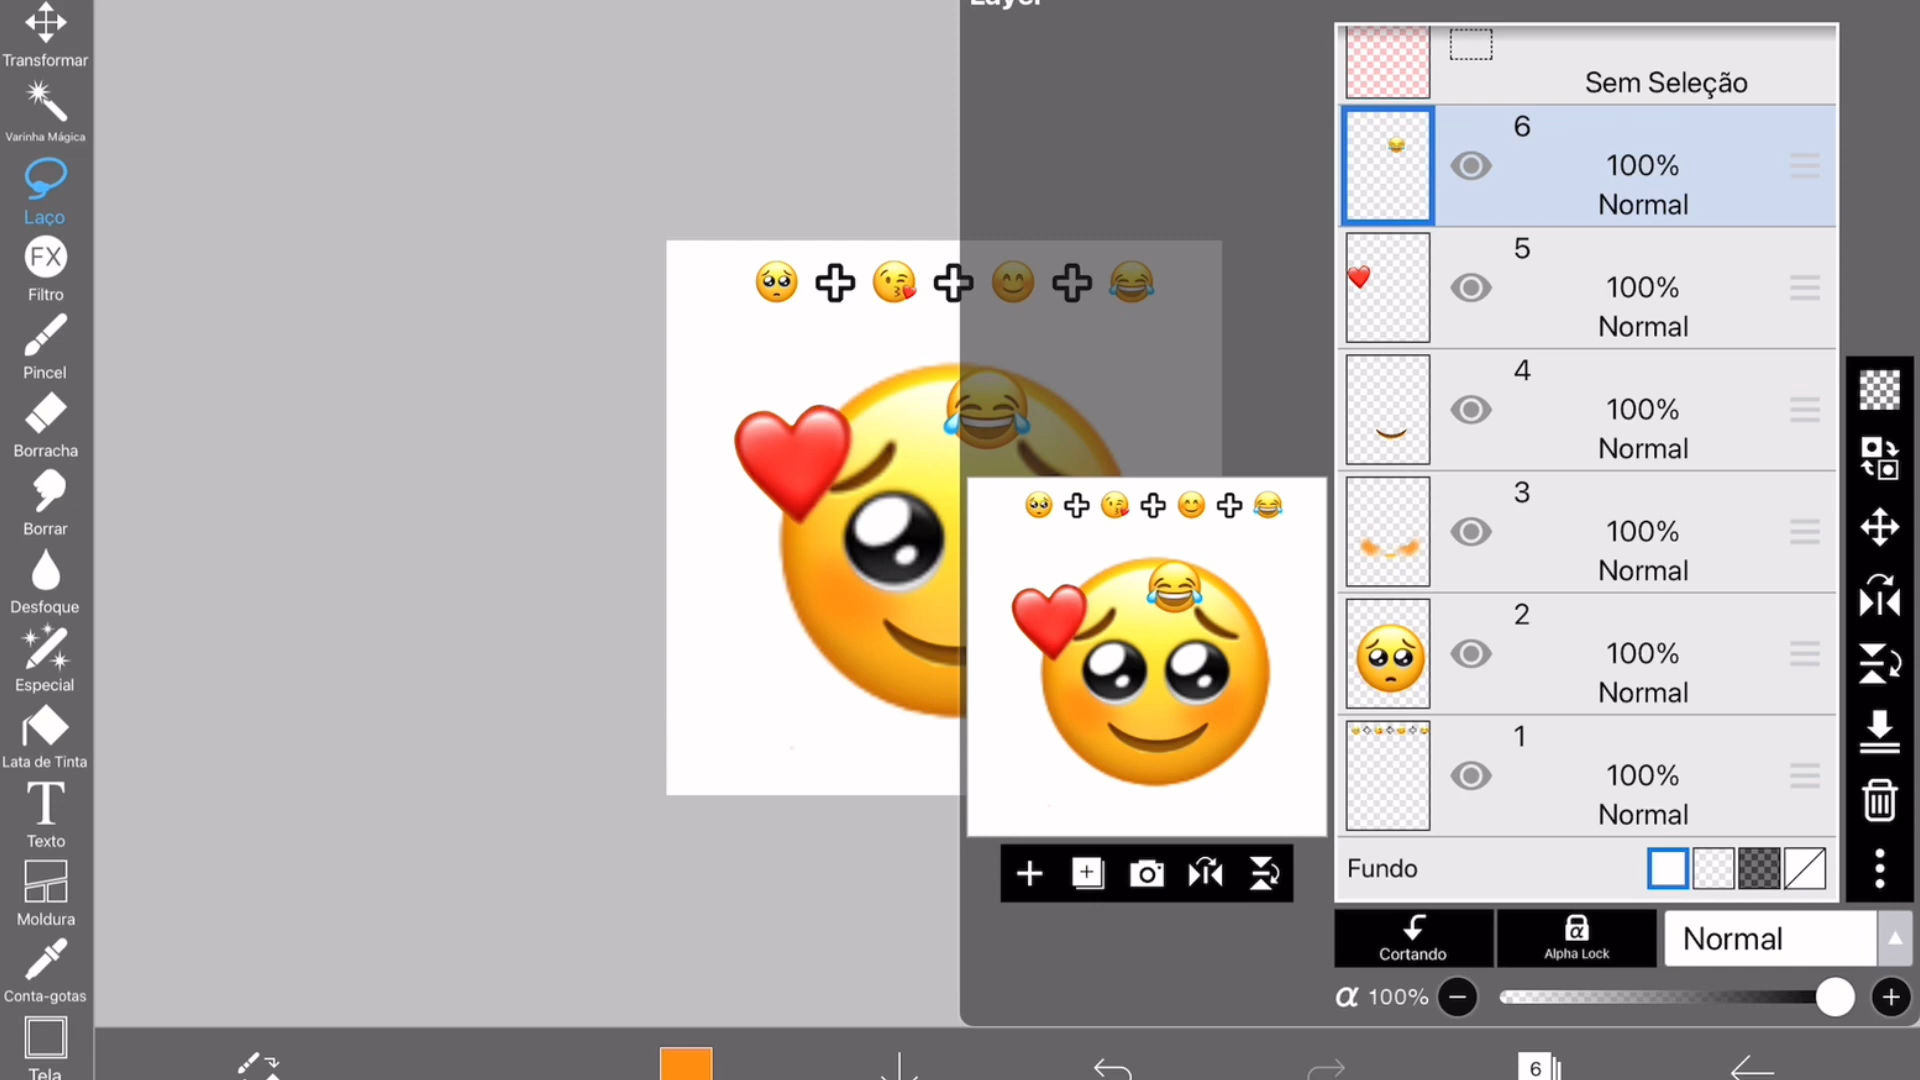 Layer
Transformar
Varinha Mágica
Laço
FX
Filtro
Pincel
Borracha
Borrar
Desfoque
Especial
Lata de Tinta
T
Texto
Moldura
Conta-gotas
Tela
Sem Seleção
6
100%
Normal
5
100%
Normal
4
100%
Normal
3
100%
Normal
2
100%
Normal
1
100%
Normal
Fundo
Cortando
α
Alpha Lock
Normal
α 100%
6